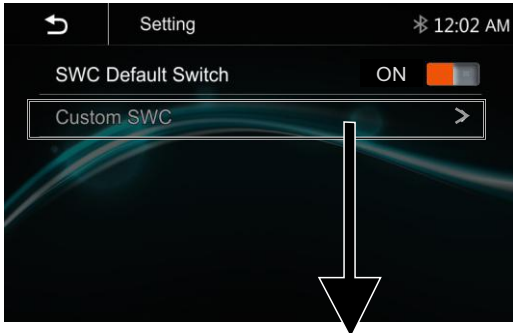 Setting
12:02 AM
SWC Default Switch
ON
Custom SWC